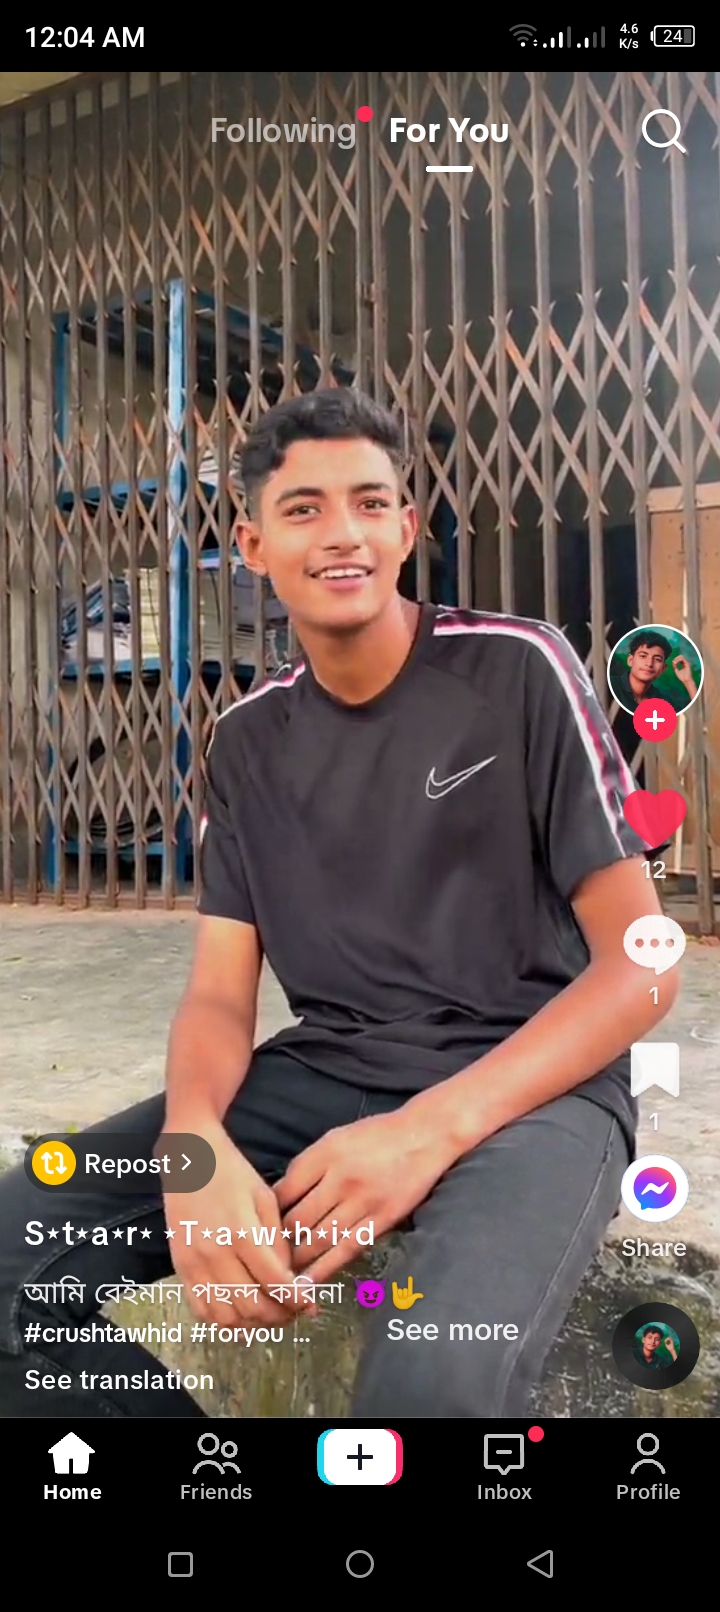 12:04 AM
4.6
K/s
24
Following
For You
12
1
1
Repost
S⋆t⋆a⋆r⋆ ⋆T⋆a⋆w⋆h⋆i⋆d
আমি বেইমান পছন্দ করিনা 😈🤟
#crushtawhid #foryou ...
See more
See translation
Share
Home
Friends
Inbox
Profile